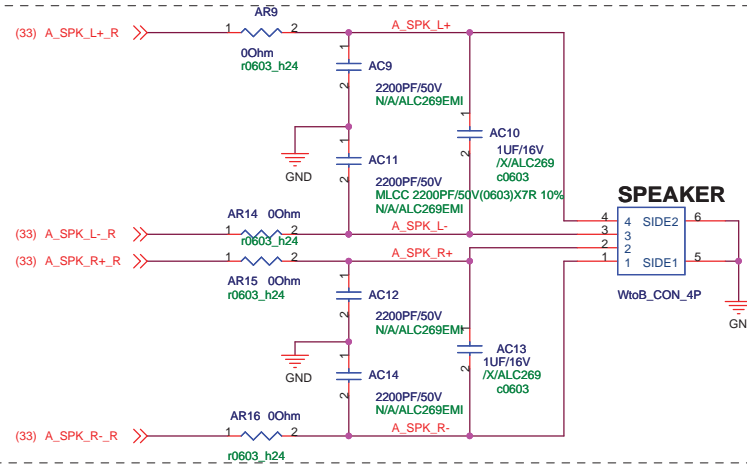 AR9
(33) A_SPK_L+_R
1
2
A_SPK_L+
0Ohm
r0603_h24
1
AC9
2
2200PF/50V
N/A/ALC269EMI
1
AC10
2
1UF/16V
/X/ALC269
c0603
GND
1
AC11
2
2200PF/50V
MLCC 2200PF/50V(0603)X7R 10%
N/A/ALC269EMI
SPEAKER
AR14 0Ohm
(33) A_SPK_L-_R
1
2
r0603_h24
A_SPK_L-
4
3
2
1
4
3
2
1
SIDE2
SIDE1
6
5
WtoB_CON_4P
GN
(33) A_SPK_R+_R
1
2
A_SPK_R+
AR15 0Ohm
r0603_h24
1
AC12
2
2200PF/50V
N/A/ALC269EMI
1
AC13
2
1UF/16V
/X/ALC269
c0603
GND
1
AC14
2
2200PF/50V
N/A/ALC269EMI
AR16 0Ohm
(33) A_SPK_R-_R
1
2
A_SPK_R-
r0603_h24